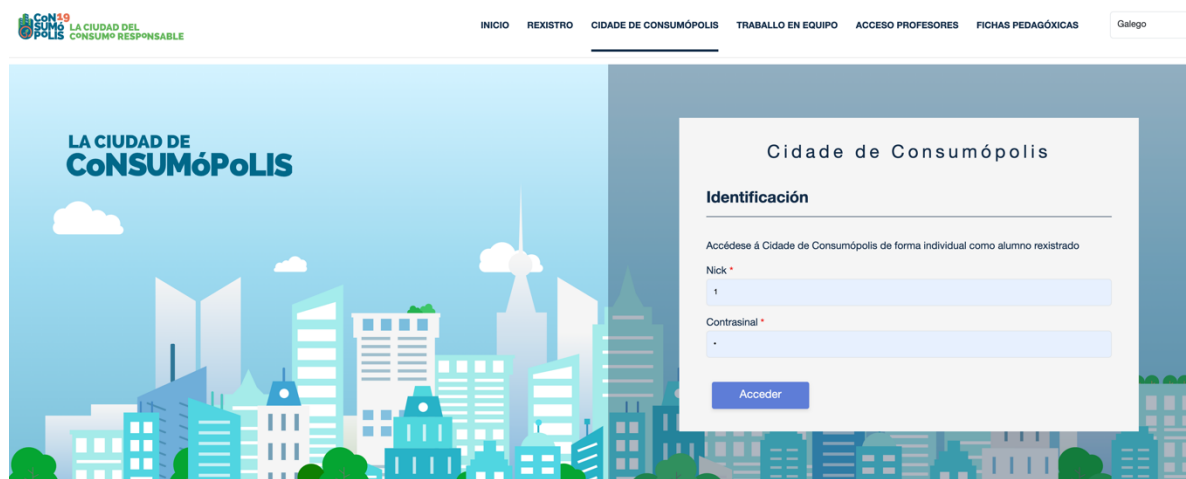 CoN19
SUMó
PoLIS
LA CIUDAD DEL
CONSUMO RESPONSABLE
INICIO REXISTRO CIDADE DE CONSUMÓPOLIS TRABALLO EN EQUIPO ACCESO PROFESORES FICHAS PEDAGÓXICAS Galego
LA CIUDAD DE
CoNSUMóPoLIS
Cidade de Consumópolis
Identificación
Accédese á Cidade de Consumópolis de forma individual como alumno rexistrado
Nick *
1
Contrasinal *
•
Acceder